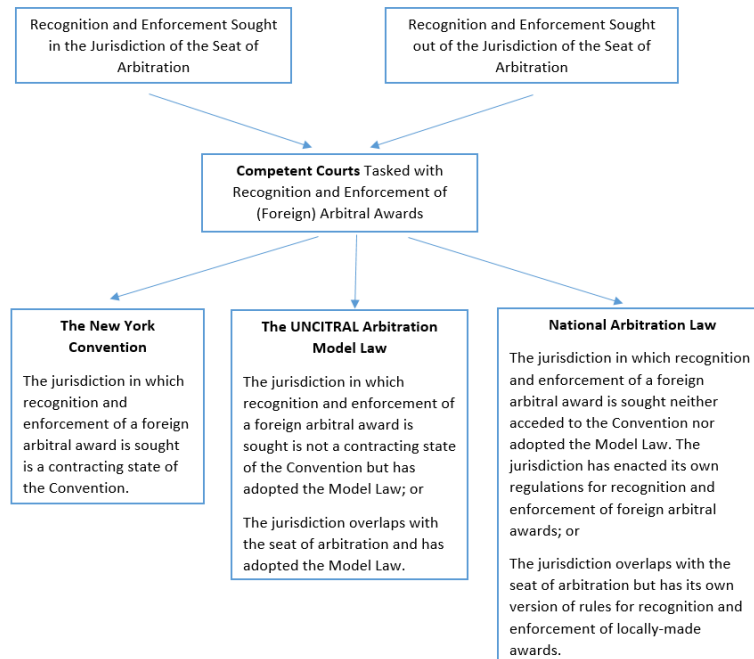 Recognition and Enforcement Sought
in the Jurisdiction of the Seat of
Arbitration
Recognition and Enforcement Sought
out of the Jurisdiction of the Seat of
Arbitration
Competent Courts Tasked with
Recognition and Enforcement of
(Foreign) Arbitral Awards
The New York
Convention
The jurisdiction in which
recognition and
enforcement of a foreign
arbitral award is sought
is a contracting state of
the Convention.
The UNCITRAL Arbitration
Model Law
The jurisdiction in which
recognition and enforcement of
a foreign arbitral award is
sought is not a contracting state
of the Convention but has
adopted the Model Law; or
The jurisdiction overlaps with
the seat of arbitration and has
adopted the Model Law.
National Arbitration Law
The jurisdiction in which recognition
and enforcement of a foreign
arbitral award is sought neither
acceded to the Convention nor
adopted the Model Law. The
jurisdiction has enacted its own
regulations for recognition and
enforcement of foreign arbitral
awards; or
The jurisdiction overlaps with the
seat of arbitration but has its own
version of rules for recognition and
enforcement of locally-made
awards.